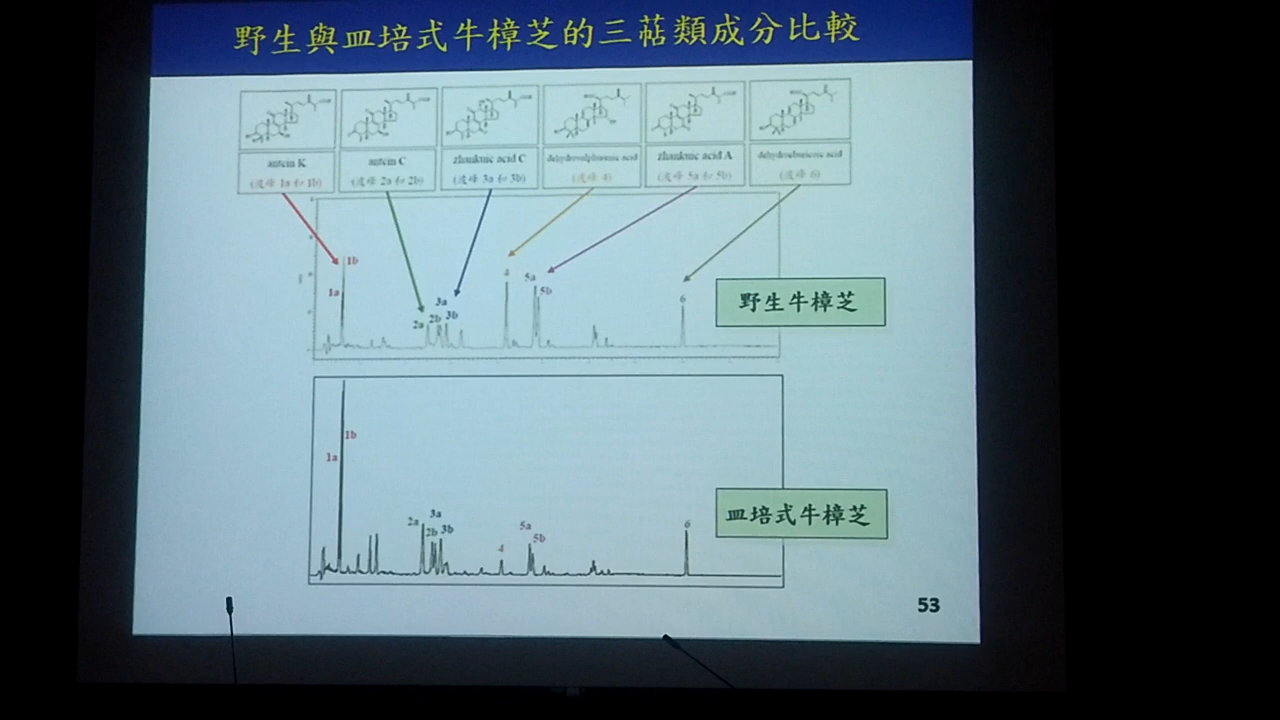 野生與皿培式牛樟芝的三萜類成分比較
antcin K
(波峰 1a 和 1b)
antcin C
(波峰 2a 和 2b)
zhankuic acid C
(波峰 3a 和 3b)
(波峰 4)
zhankuic acid A
(波峰 5a 和 5b)
dehydroeburicoic acid
(波峰 6)
1b
1a
2a
2b
3a
3b
4
5a
5b
6
野生牛樟芝
1b
1a
2a
2b
3a
3b
4
5a
5b
6
皿培式牛樟芝
53